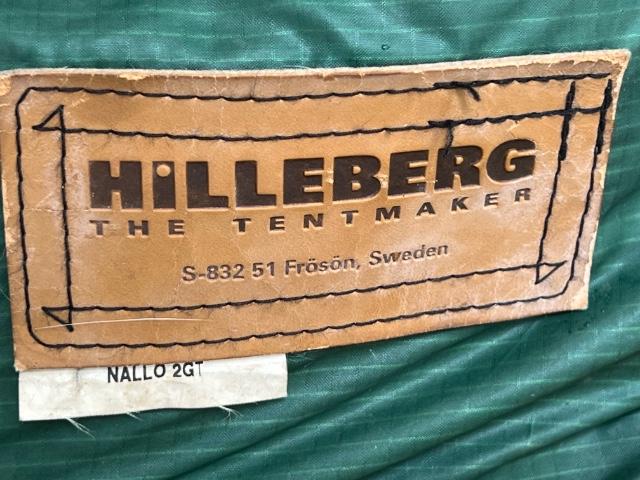 HiLLEBERG
THE TENTMAKER
S-832 51 Frösön, Sweden
NALLO 2GT